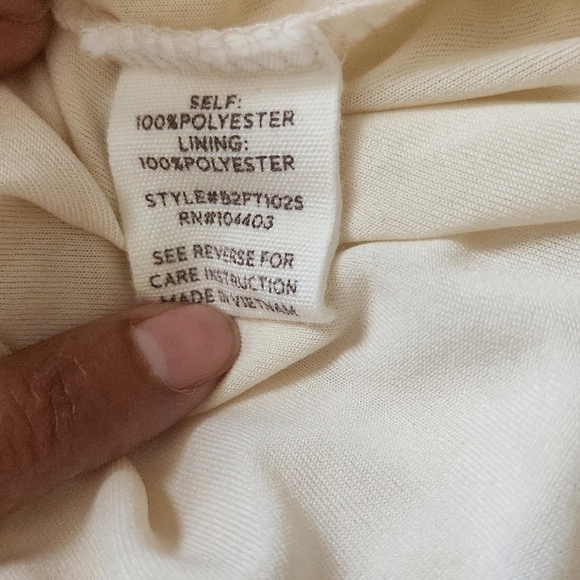 SELF:
100%POLYESTER
LINING:
100%POLYESTER
STYLE#B2FT1025
RN#104403
SEE REVERSE FOR
CARE INSTRUCTION
MADE IN VIETNAM